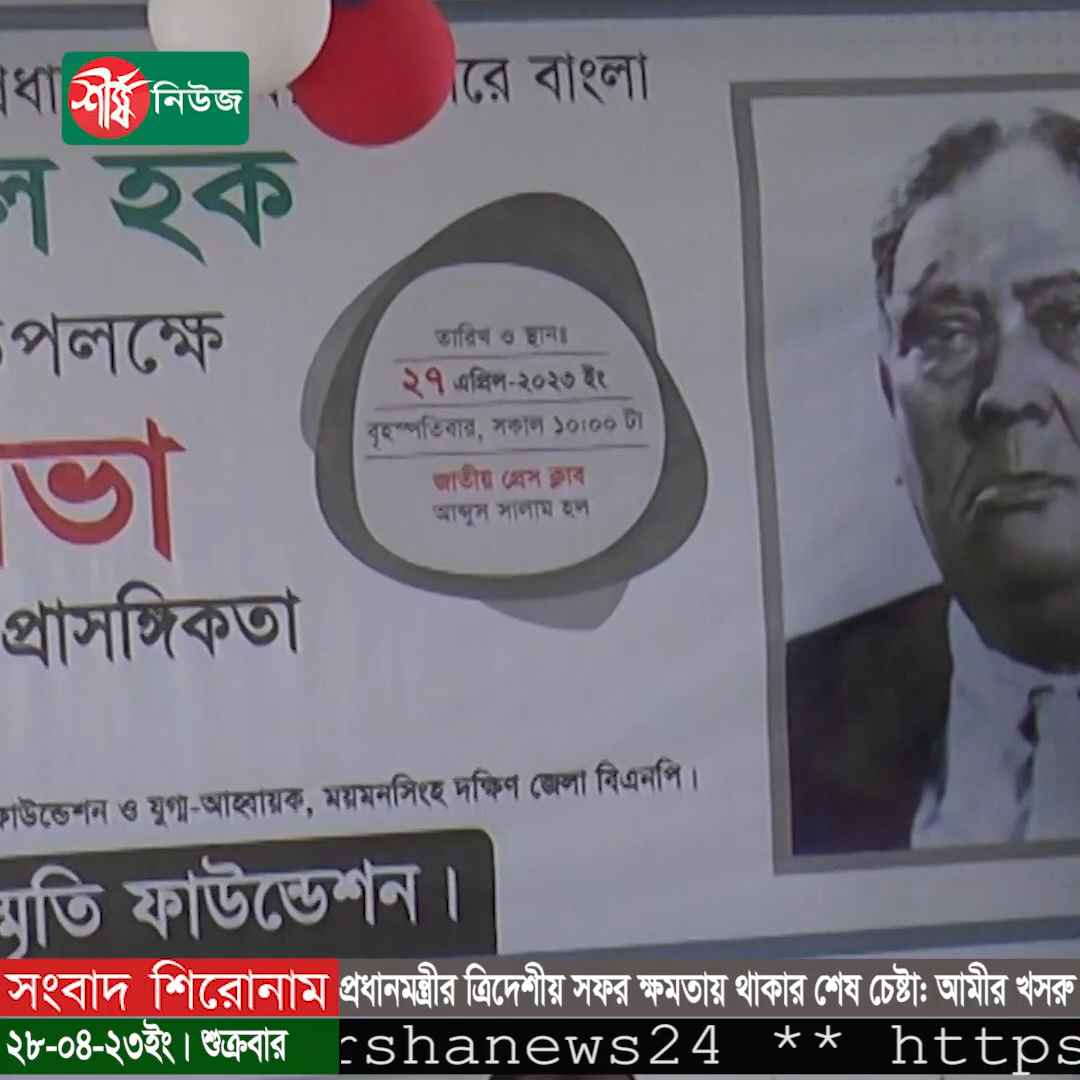 শীর্ষ নিউজ
রে বাংলা
ল হক
পলক্ষে
ভা
প্রাসঙ্গিকতা
তারিখ ও স্থানঃ
২৭ এপ্রিল-২০২৩ ইং
বৃহস্পতিবার, সকাল ১০:০০ টা
জাতীয় প্রেস ক্লাব
আব্দুস সালাম হল
ফাউন্ডেশন ও যুগ্ম-আহ্বায়ক, ময়মনসিংহ দক্ষিণ জেলা বিএনপি।
স্মৃতি ফাউন্ডেশন।
সংবাদ শিরোনাম প্রধানমন্ত্রীর ত্রিদেশীয় সফর ক্ষমতায় থাকার শেষ চেষ্টা: আমীর খসরু
২৮-০৪-২৩ইং। শুক্রবার rshanews24 ** https